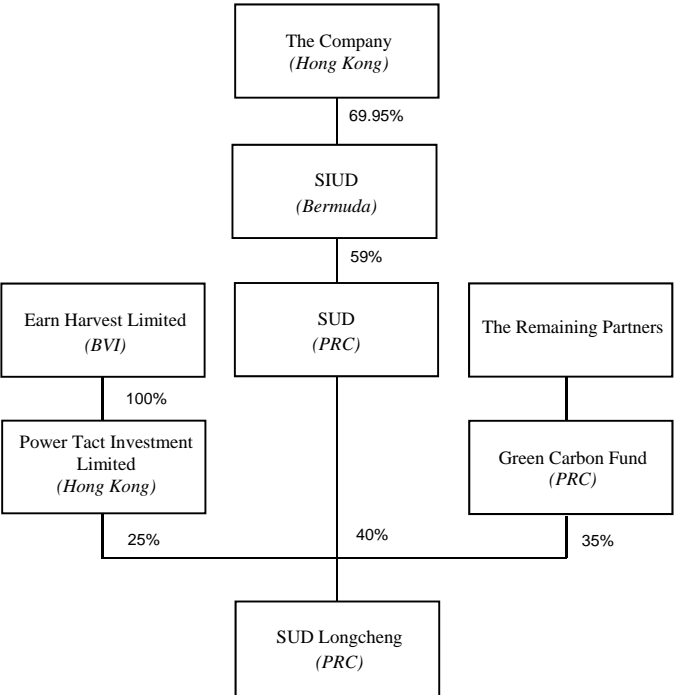 The Company
(Hong Kong)
69.95%
SIUD
(Bermuda)
59%
Earn Harvest Limited
(BVI)
SUD
(PRC)
The Remaining Partners
100%
Power Tact Investment
Limited
(Hong Kong)
Green Carbon Fund
(PRC)
25%
40%
35%
SUD Longcheng
(PRC)